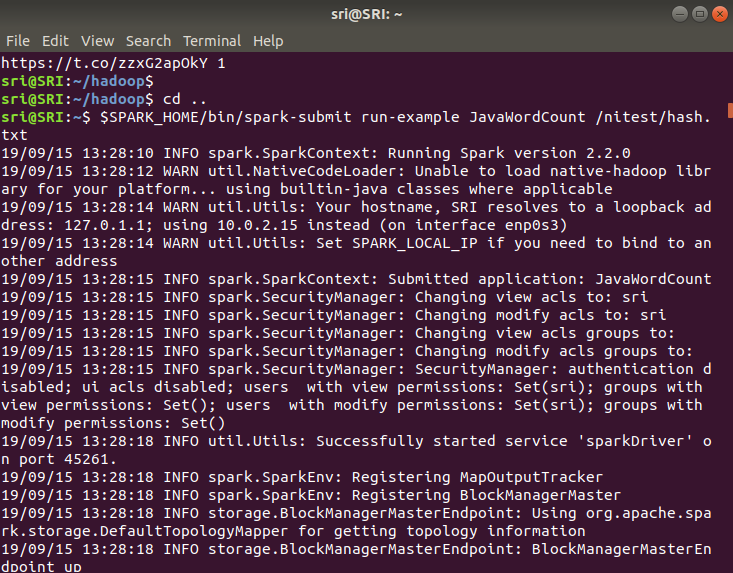 sri@SRI: ~
File Edit View Search Terminal Help
https://t.co/zzxG2apOkY 1
sri@SRI:~/hadoop$
sri@SRI:~/hadoop$ cd ..
sri@SRI:~$ $SPARK_HOME/bin/spark-submit run-example JavaWordCount /nitest/hash.
txt
19/09/15 13:28:10 INFO spark.SparkContext: Running Spark version 2.2.0
19/09/15 13:28:12 WARN util.NativeCodeLoader: Unable to load native-hadoop libr
ary for your platform... using builtin-java classes where applicable
19/09/15 13:28:14 WARN util.Utils: Your hostname, SRI resolves to a loopback ad
dress: 127.0.1.1; using 10.0.2.15 instead (on interface enp0s3)
19/09/15 13:28:14 WARN util.Utils: Set SPARK_LOCAL_IP if you need to bind to an
other address
19/09/15 13:28:15 INFO spark.SparkContext: Submitted application: JavaWordCount
19/09/15 13:28:15 INFO spark.SecurityManager: Changing view acls to: sri
19/09/15 13:28:15 INFO spark.SecurityManager: Changing modify acls to: sri
19/09/15 13:28:15 INFO spark.SecurityManager: Changing view acls groups to:
19/09/15 13:28:15 INFO spark.SecurityManager: Changing modify acls groups to:
19/09/15 13:28:15 INFO spark.SecurityManager: SecurityManager: authentication d
isabled; ui acls disabled; users  with view permissions: Set(sri); groups with
view permissions: Set(); users  with modify permissions: Set(sri); groups with
modify permissions: Set()
19/09/15 13:28:18 INFO util.Utils: Successfully started service 'sparkDriver' o
n port 45261.
19/09/15 13:28:18 INFO spark.SparkEnv: Registering MapOutputTracker
19/09/15 13:28:18 INFO spark.SparkEnv: Registering BlockManagerMaster
19/09/15 13:28:18 INFO storage.BlockManagerMasterEndpoint: Using org.apache.spa
rk.storage.DefaultTopologyMapper for getting topology information
19/09/15 13:28:18 INFO storage.BlockManagerMasterEndpoint: BlockManagerMasterEn
dpoint up